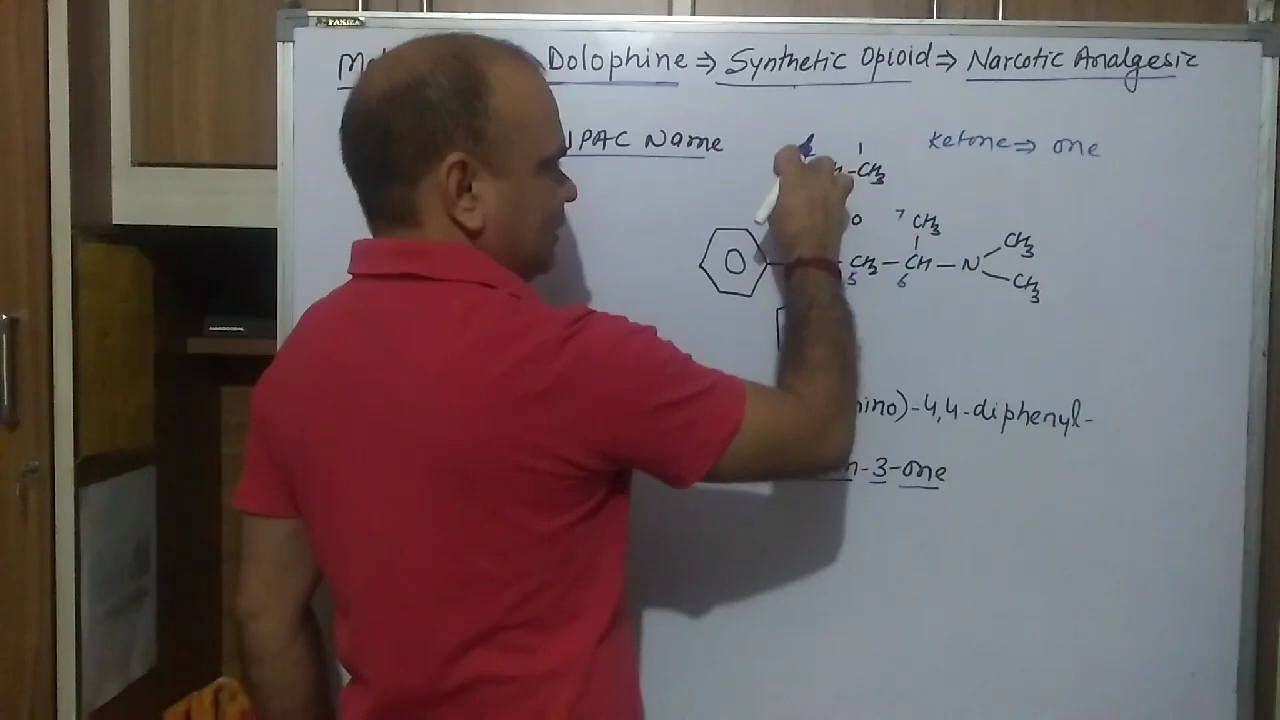 Dolophine ⇒ Synthetic Opioid ⇒ Narcotic Analgesic
IPAC Name
ketone ⇒ one
1
-CH3
O 7 CH3
CH3
CH3 - CH - N
5 6
CH3
ino)-4,4-diphenyl-
n-3-one